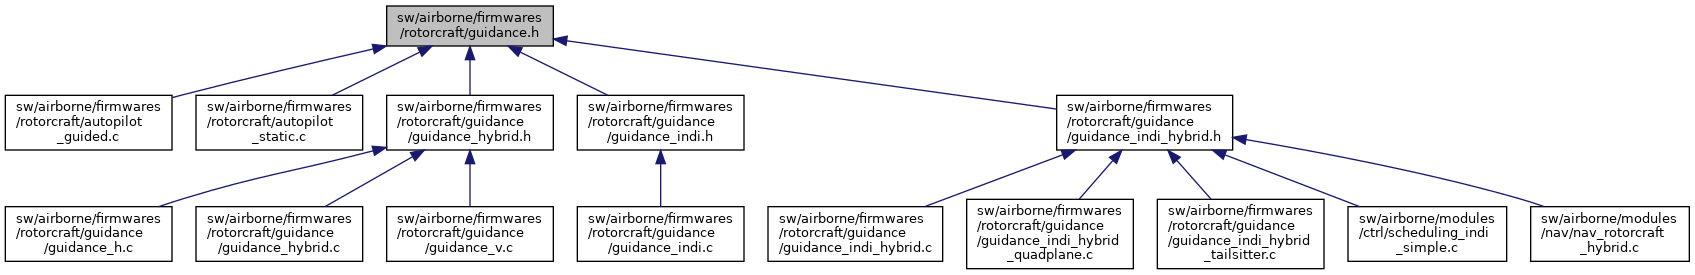 sw/airborne/firmwares
/rotorcraft/guidance.h
sw/airborne/firmwares
/rotorcraft/autopilot
_guided.c
sw/airborne/firmwares
/rotorcraft/autopilot
_static.c
sw/airborne/firmwares
/rotorcraft/guidance
/guidance_hybrid.h
sw/airborne/firmwares
/rotorcraft/guidance
/guidance_indi.h
sw/airborne/firmwares
/rotorcraft/guidance
/guidance_indi_hybrid.h
sw/airborne/firmwares
/rotorcraft/guidance
/guidance_h.c
sw/airborne/firmwares
/rotorcraft/guidance
/guidance_hybrid.c
sw/airborne/firmwares
/rotorcraft/guidance
/guidance_v.c
sw/airborne/firmwares
/rotorcraft/guidance
/guidance_indi.c
sw/airborne/firmwares
/rotorcraft/guidance
/guidance_indi_hybrid.c
sw/airborne/firmwares
/rotorcraft/guidance
/guidance_indi_hybrid
_quadplane.c
sw/airborne/firmwares
/rotorcraft/guidance
/guidance_indi_hybrid
_tailsitter.c
sw/airborne/modules
/ctrl/scheduling_indi
_simple.c
sw/airborne/modules
/nav/nav_rotorcraft
_hybrid.c